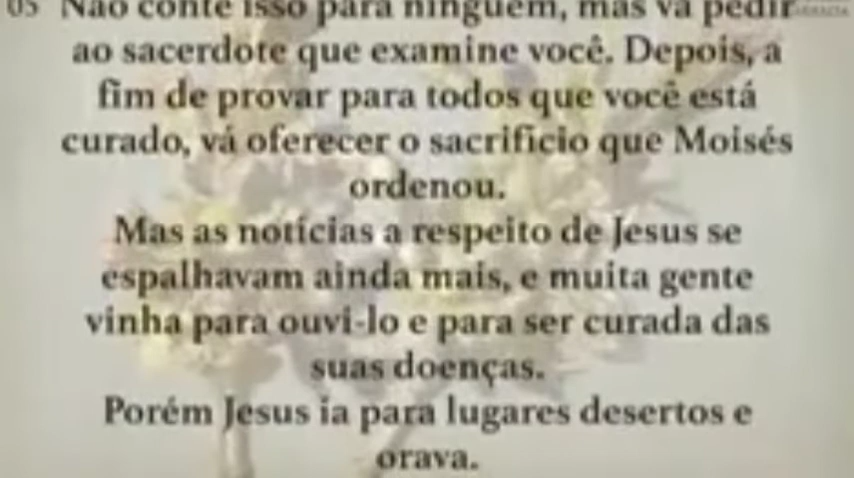 05 Não conte isso para ninguém, mas vá pedir
ao sacerdote que examine você. Depois, a
fim de provar para todos que você está
curado, vá oferecer o sacrificio que Moisés
ordenou.
Mas as notícias a respeito de Jesus se
espalhavam ainda mais, e muita gente
vinha para ouvi-lo e para ser curada das
suas doenças.
Porém Jesus ia para lugares desertos e
orava.